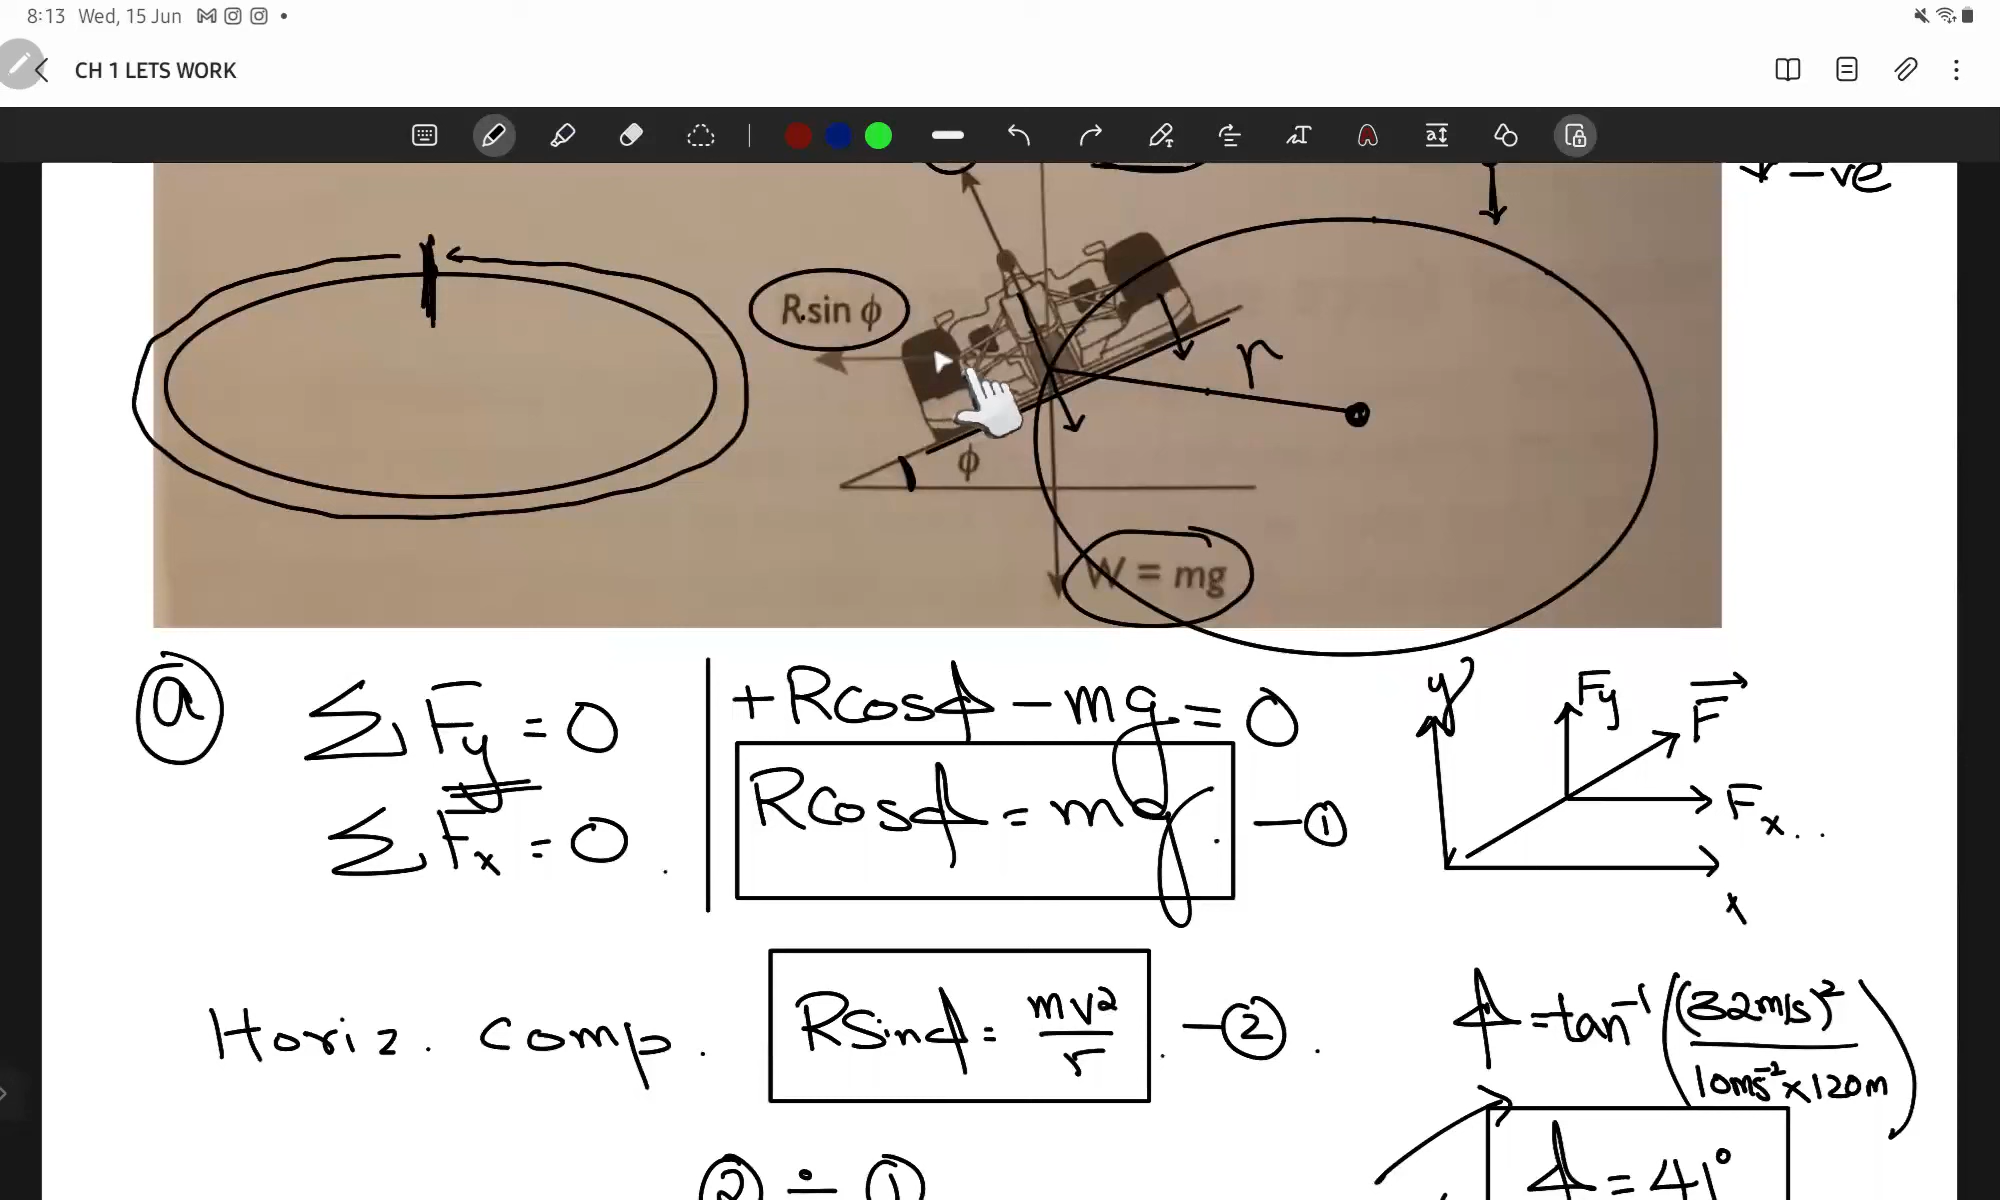 8:13 Wed, 15 Jun
CH 1 LETS WORK
-ve
R sin ϕ
r
ϕ
W = mg
a
ΣFy = 0
+Rcosϕ - mg = 0
y
Fy
F
ΣFx = 0
Rcosϕ = mg. -①
Fx
x
Horiz. comp.
RSinϕ = mv²/r -②.
ϕ = tan⁻¹((32m/s)²/10ms⁻² x 120m)
② ÷ ①
ϕ = 41°